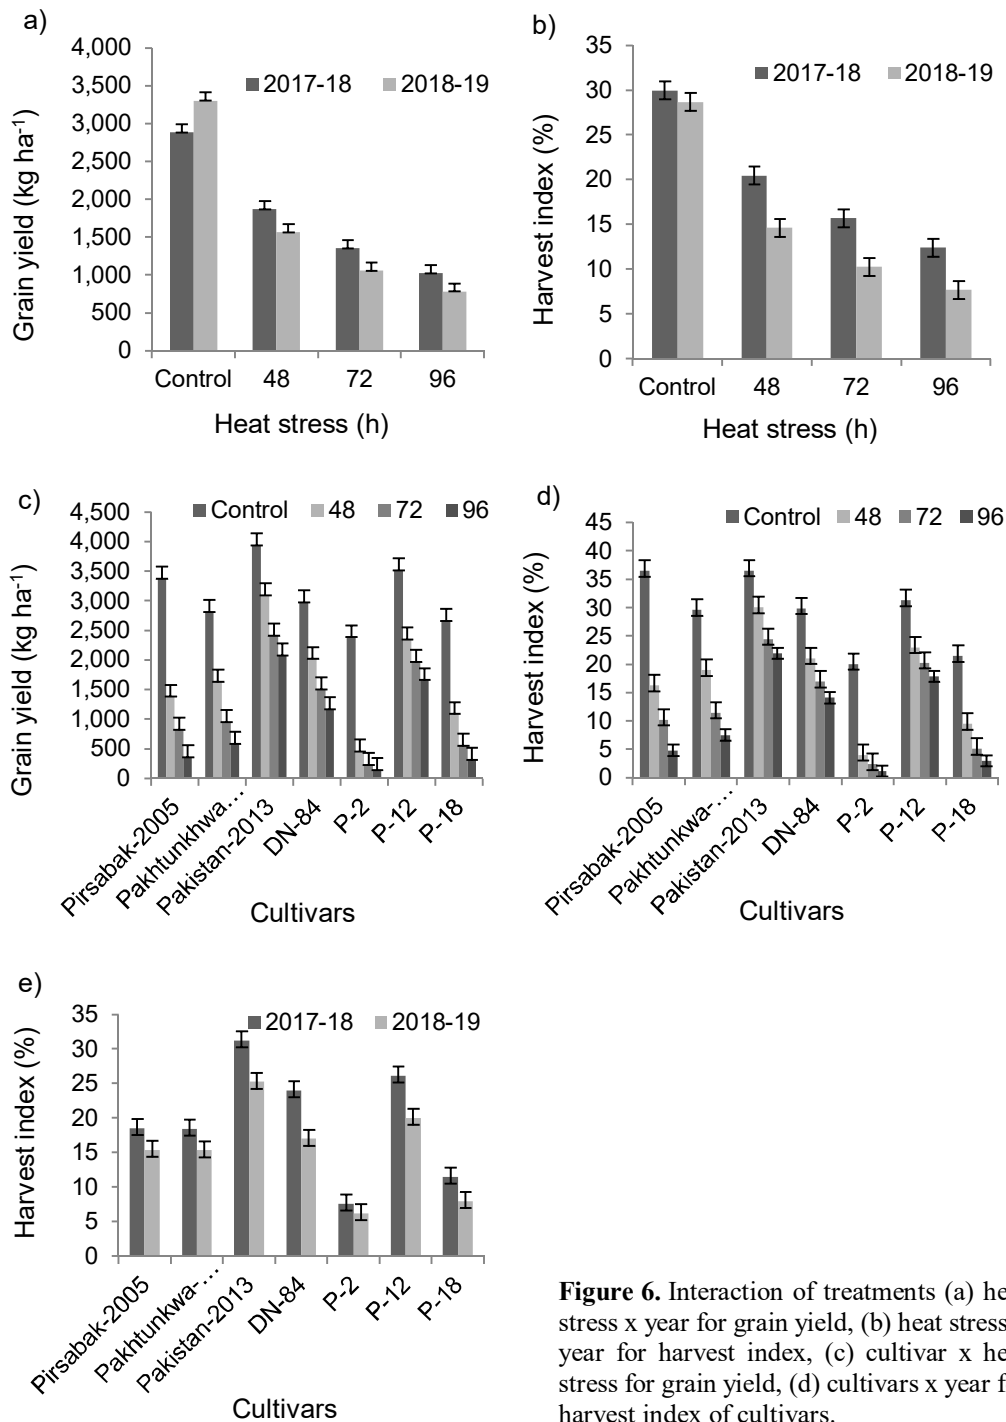 a)
4,000
3,500
3,000
2,500
2,000
1,500
1,000
500
0
Grain yield (kg ha⁻¹)
2017-18 2018-19
Control 48 72 96
Heat stress (h)
b)
35
30
25
20
15
10
5
0
Harvest index (%)
2017-18 2018-19
Control 48 72 96
Heat stress (h)
c)
4,500
4,000
3,500
3,000
2,500
2,000
1,500
1,000
500
0
Grain yield (kg ha⁻¹)
Control 48 72 96
Pirsabak-2005
Pakhtunkhwa...
Pakistan-2013
DN-84
P-2
P-12
P-18
Cultivars
d)
45
40
35
30
25
20
15
10
5
0
Harvest index (%)
Control 48 72 96
Pirsabak-2005
Pakhtunkwa-...
Pakistan-2013
DN-84
P-2
P-12
P-18
Cultivars
e)
35
30
25
20
15
10
5
0
Harvest index (%)
2017-18 2018-19
Pirsabak-2005
Pakhtunkwa-...
Pakistan-2013
DN-84
P-2
P-12
P-18
Cultivars
Figure 6. Interaction of treatments (a) he
stress x year for grain yield, (b) heat stress
year for harvest index, (c) cultivar x he
stress for grain yield, (d) cultivars x year f
harvest index of cultivars.